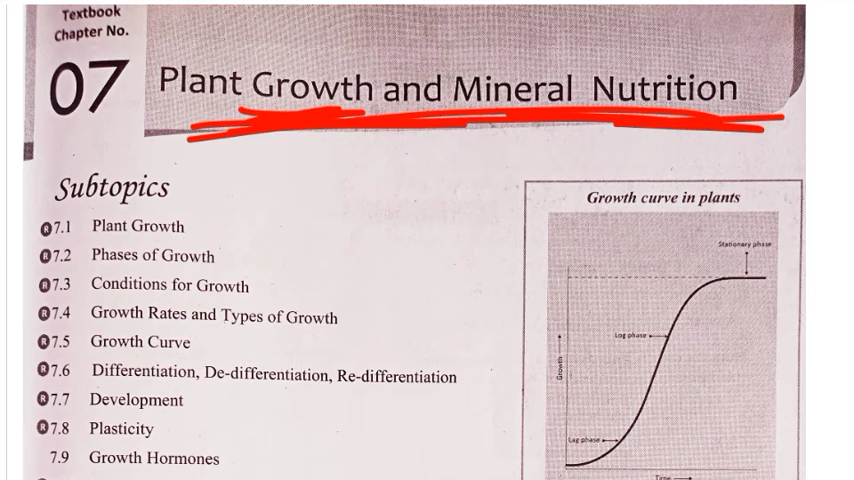 Textbook
Chapter No.
07 Plant Growth and Mineral Nutrition
Subtopics
R 7.1 Plant Growth
R 7.2 Phases of Growth
R 7.3 Conditions for Growth
R 7.4 Growth Rates and Types of Growth
R 7.5 Growth Curve
R 7.6 Differentiation, De-differentiation, Re-differentiation
R 7.7 Development
R 7.8 Plasticity
7.9 Growth Hormones
Growth curve in plants
Stationary phase
Log phase
Growth
Lag phase
Time